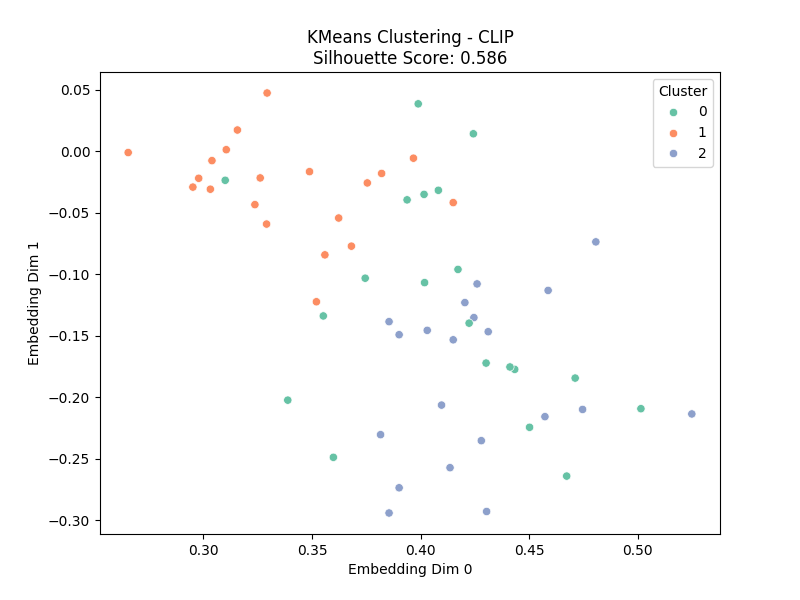 KMeans Clustering - CLIP
Silhouette Score: 0.586
Cluster
0
1
2
0.05
0.00
−0.05
−0.10
−0.15
−0.20
−0.25
−0.30
Embedding Dim 1
0.30 0.35 0.40 0.45 0.50
Embedding Dim 0